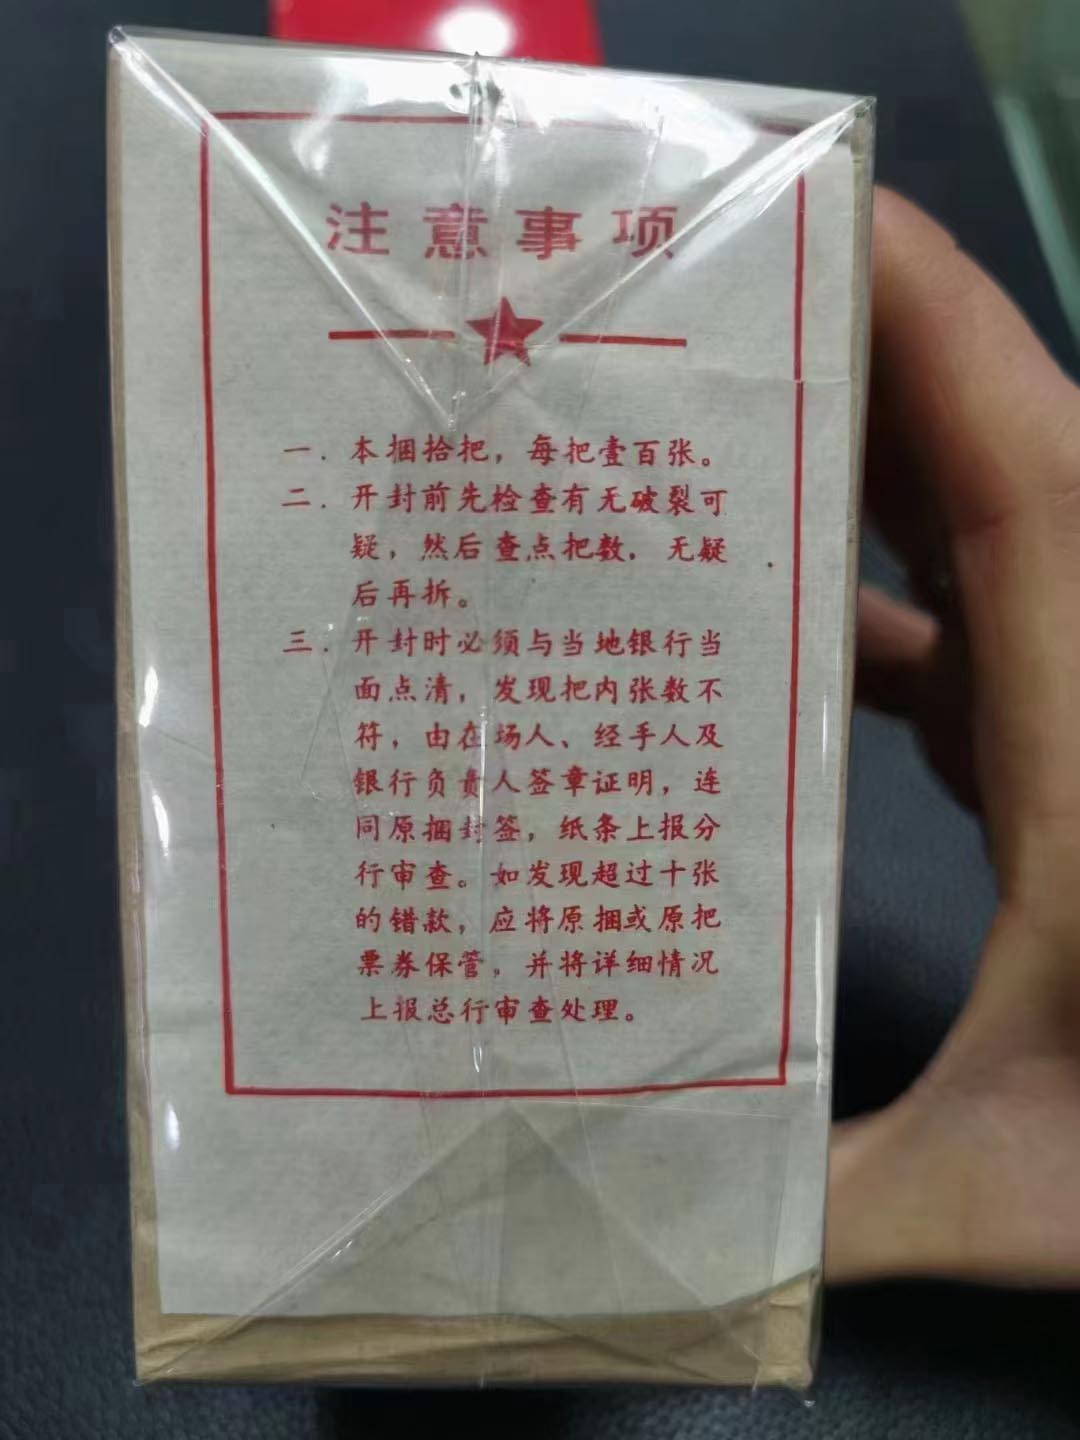 注意事项
一．本捆拾把，每把壹百张。
二．开封前先检查有无破裂可
疑，然后查点把数，无疑
后再拆。
三．开封时必须与当地银行当
面点清，发现把内张数不
符，由在场人、经手人及
银行负责人签章证明，连
同原捆封签，纸条上报分
行审查。如发现超过十张
的错款，应将原捆或原把
票券保管，并将详细情况
上报总行审查处理。